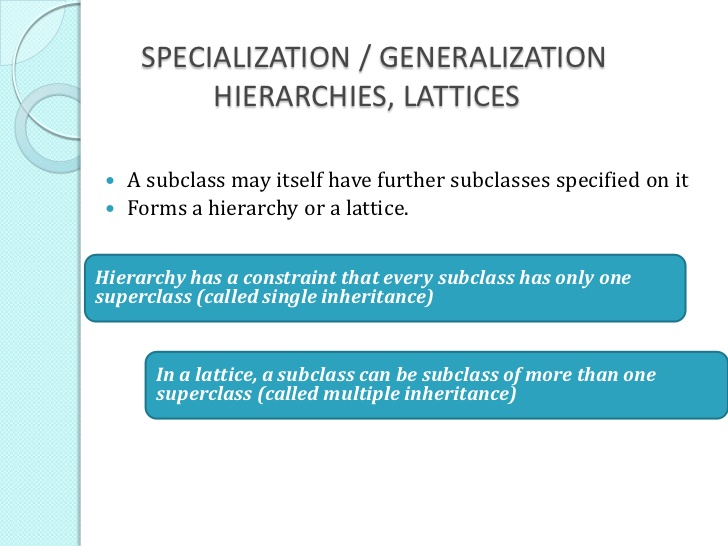 SPECIALIZATION / GENERALIZATION
HIERARCHIES, LATTICES
A subclass may itself have further subclasses specified on it
Forms a hierarchy or a lattice.
Hierarchy has a constraint that every subclass has only one
superclass (called single inheritance)
In a lattice, a subclass can be subclass of more than one
superclass (called multiple inheritance)